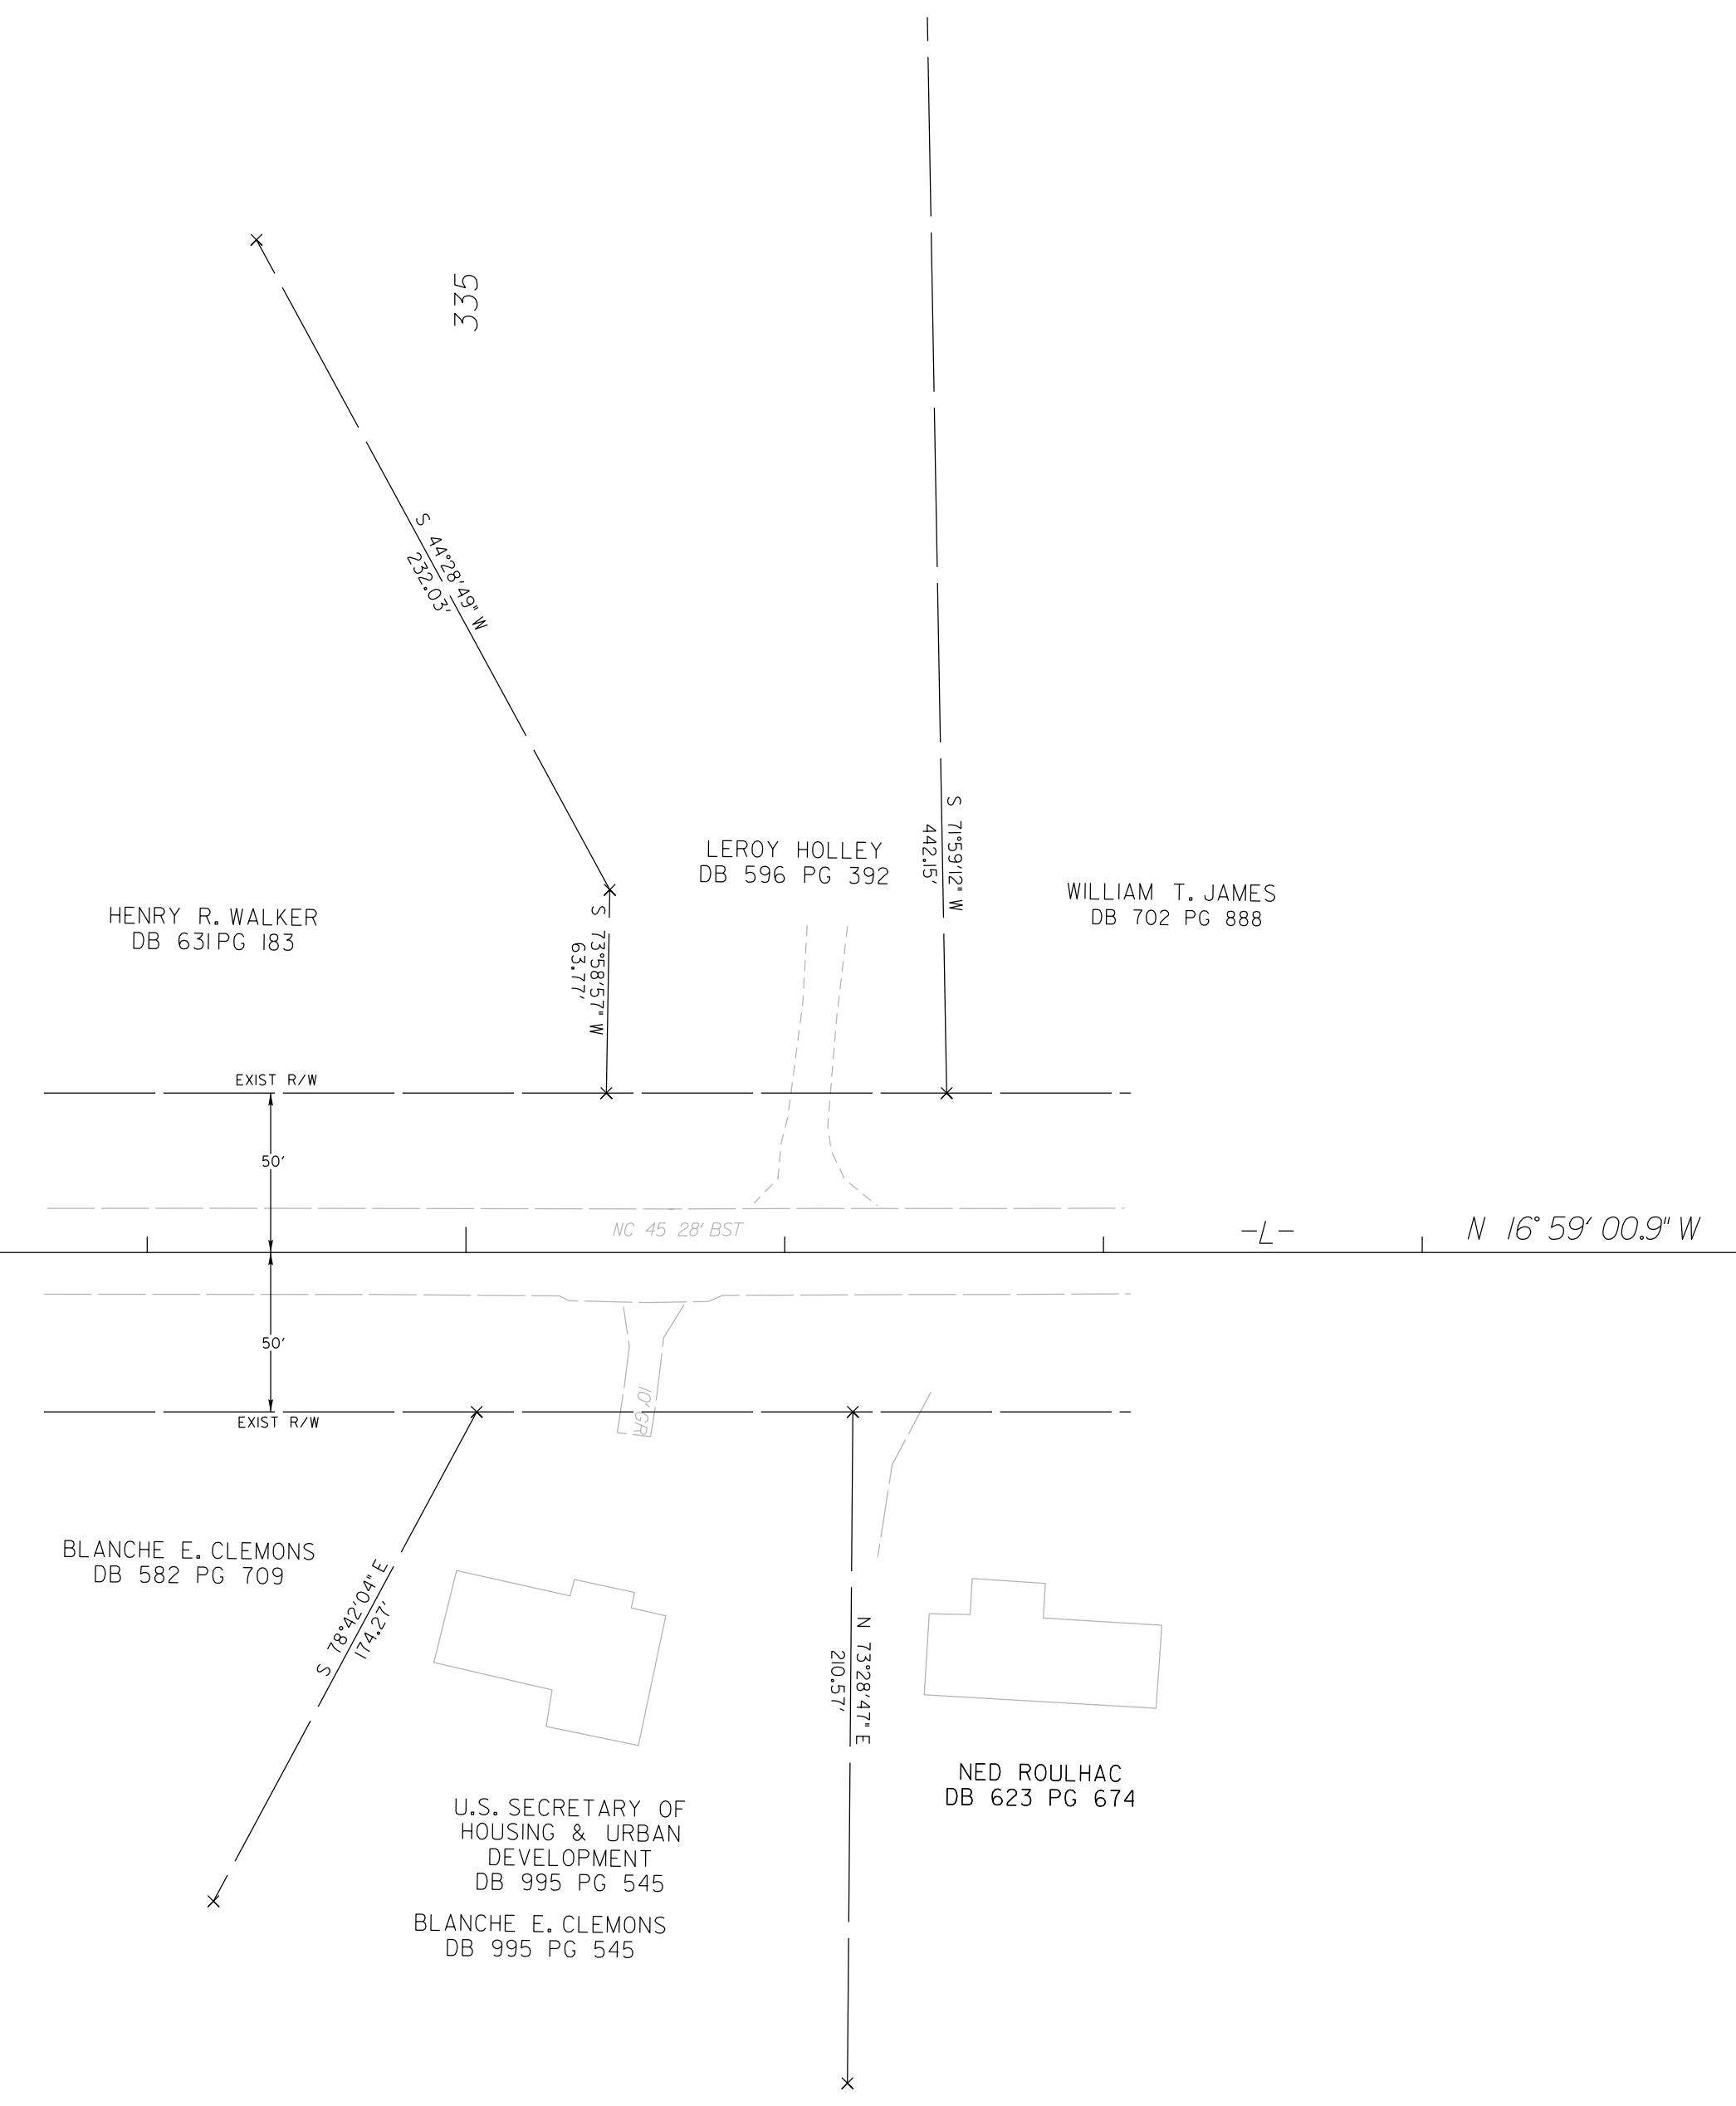 335
S 44°28'49" W
232.03'
S 71°59'12" W
442.15'
LEROY HOLLEY
DB 596 PG 392
WILLIAM T. JAMES
DB 702 PG 888
HENRY R. WALKER
DB 631 PG 183
S 73°58'57" W
63.77'
EXIST R/W
50'
NC 45 28' BST
-L-
N 16° 59' 00.9" W
50'
10' GR
EXIST R/W
BLANCHE E. CLEMONS
DB 582 PG 709
S 78°42'04" E
174.27'
N 73°28'47" E
210.57'
NED ROULHAC
DB 623 PG 674
U.S. SECRETARY OF
HOUSING & URBAN
DEVELOPMENT
DB 995 PG 545
BLANCHE E. CLEMONS
DB 995 PG 545